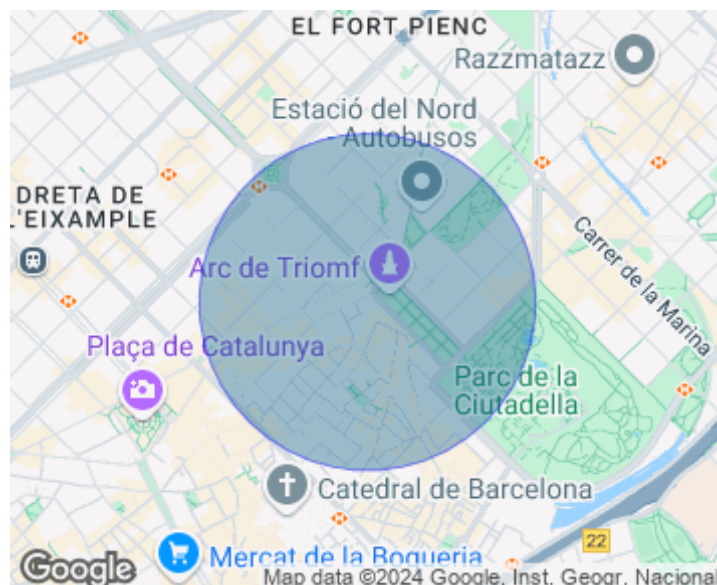 EL FORT PIENC
Razzmatazz
Estació del Nord
- Autobusos
DRETA DE
L'EIXAMPLE
Arc de Triomf
Carrer de la Marina
Plaça de Catalunya
Parc de la
Ciutadella
Catedral de Barcelona
22
Mercat de la Boqueria
Google
Map data ©2024 Google, Inst. Geogr. Nacional